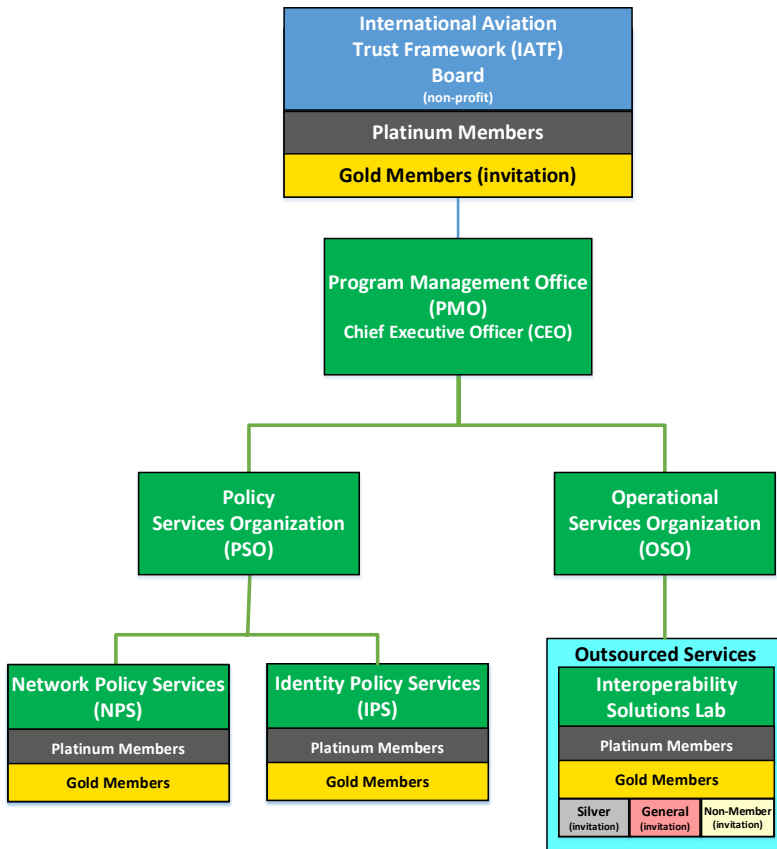 International Aviation
Trust Framework (IATF)
Board
(non-profit)
Platinum Members
Gold Members (invitation)
Program Management Office
(PMO)
Chief Executive Officer (CEO)
Policy
Services Organization
(PSO)
Operational
Services Organization
(OSO)
Network Policy Services
(NPS)
Platinum Members
Gold Members
Identity Policy Services
(IPS)
Platinum Members
Gold Members
Outsourced Services
Interoperability
Solutions Lab
Platinum Members
Gold Members
Silver
(invitation)
General
(invitation)
Non-Member
(invitation)